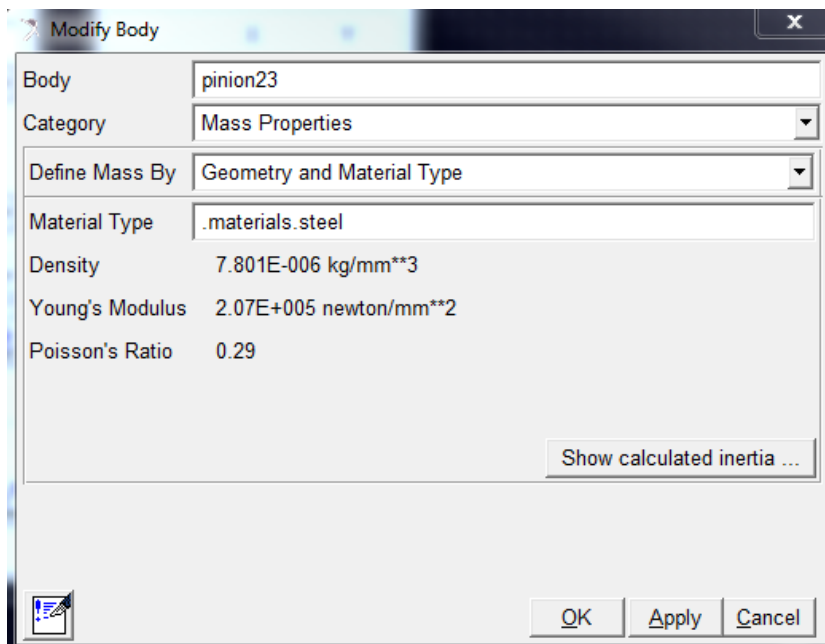 Modify Body
x
Body pinion23
Category Mass Properties
Define Mass By Geometry and Material Type
Material Type .materials.steel
Density 7.801E-006 kg/mm**3
Young's Modulus 2.07E+005 newton/mm**2
Poisson's Ratio 0.29
Show calculated inertia ...
OK Apply Cancel